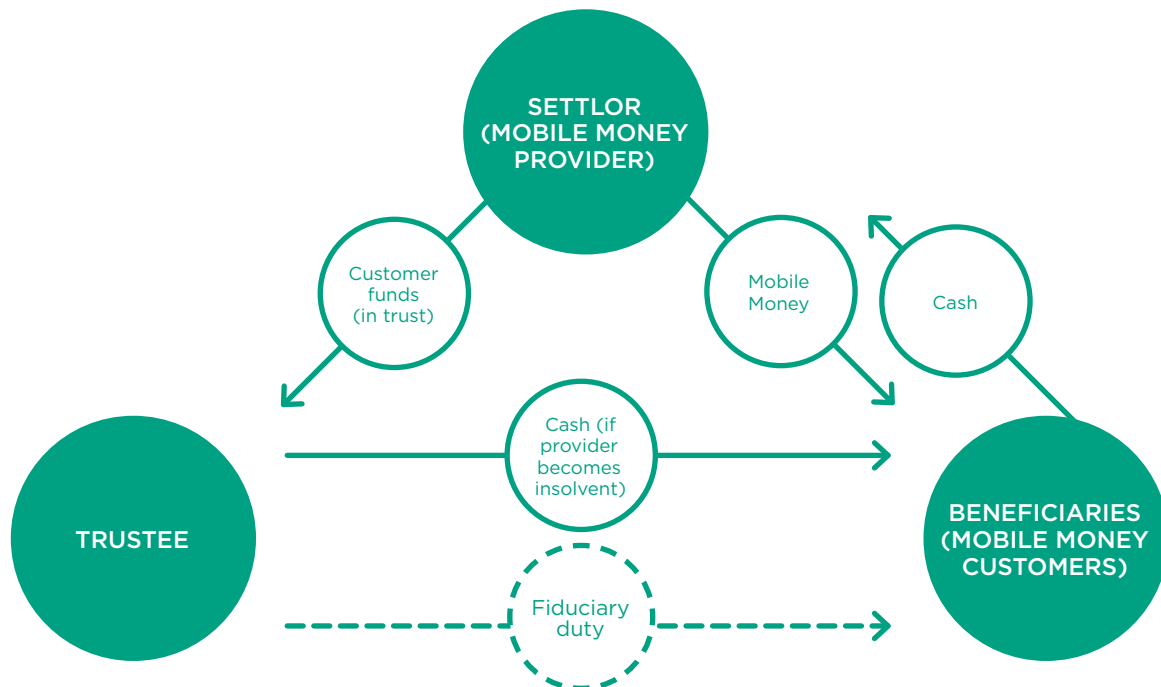 SETTLOR
(MOBILE MONEY
PROVIDER)
Customer
funds
(in trust)
Mobile
Money
Cash
Cash (if
provider
becomes
insolvent)
TRUSTEE
BENEFICIARIES
(MOBILE MONEY
CUSTOMERS)
Fiduciary
duty